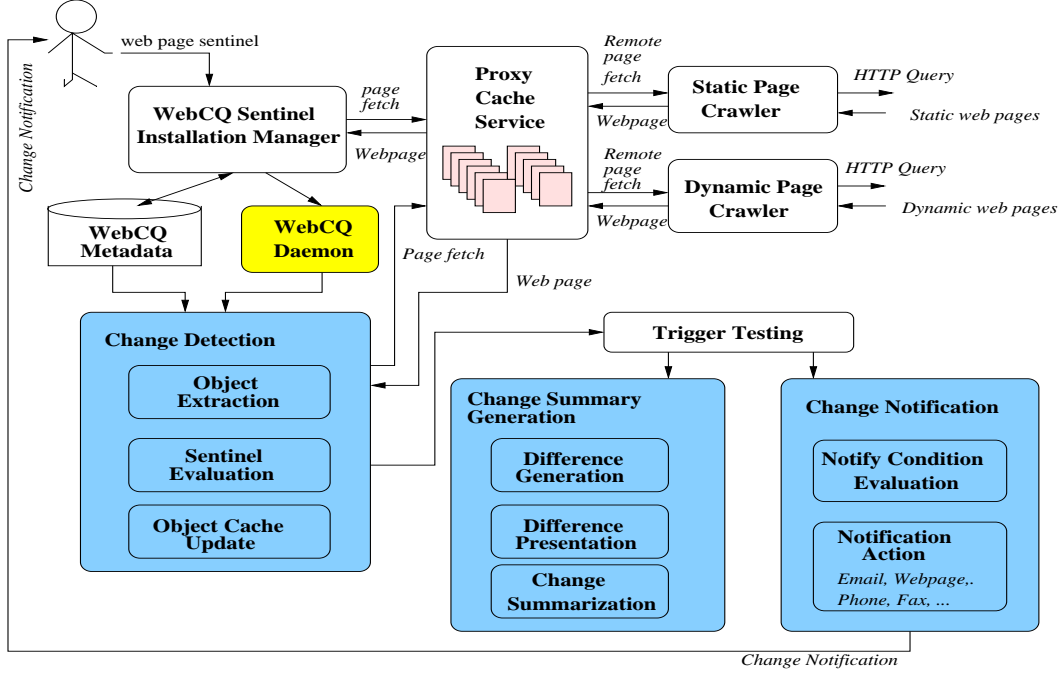 web page sentinel
Change Notification
WebCQ Sentinel
Installation Manager
page
fetch
Webpage
Proxy
Cache
Service
Remote
page
fetch
Webpage
Static Page
Crawler
HTTP Query
Static web pages
Remote
page
fetch
Webpage
Dynamic Page
Crawler
HTTP Query
Dynamic web pages
WebCQ
Metadata
WebCQ
Daemon
Page fetch
Web page
Change Detection
Object
Extraction
Sentinel
Evaluation
Object Cache
Update
Trigger Testing
Change Summary
Generation
Difference
Generation
Difference
Presentation
Change
Summarization
Change Notification
Notify Condition
Evaluation
Notification
Action
Email, Webpage,.
Phone, Fax, ...
Change Notification